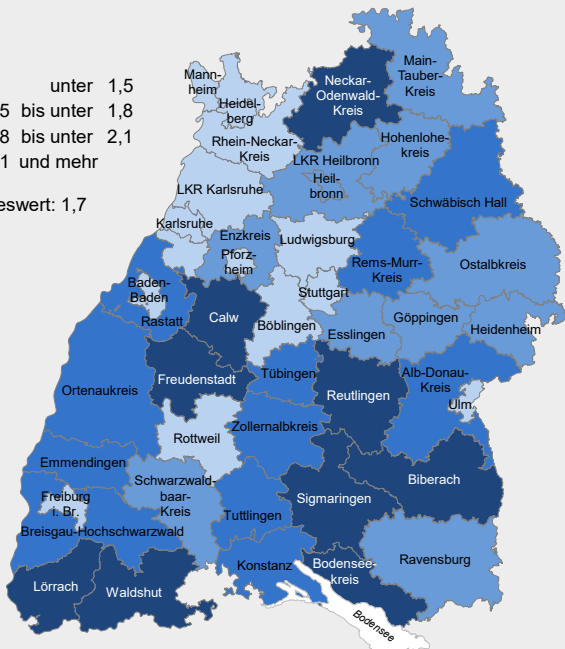 unter 1,5
5 bis unter 1,8
8 bis unter 2,1
1 und mehr
eswert: 1,7
Main-
Tauber-
Kreis
Neckar-
Odenwald-
Kreis
Mann-
heim
Heidel-
berg
Hohenlohe-
kreis
Rhein-Neckar-
Kreis
LKR Heilbronn
Heil-
bronn
LKR Karlsruhe
Schwäbisch Hall
Karlsruhe
Enzkreis
Ludwigsburg
Pforz-
heim
Rems-Murr-
Kreis
Ostalbkreis
Baden-
Baden
Stuttgart
Rastatt
Calw
Böblingen
Esslingen
Göppingen
Heidenheim
Freudenstadt
Tübingen
Alb-Donau-
Kreis
Ortenaukreis
Reutlingen
Ulm
Rottweil
Zollernalbkreis
Emmendingen
Schwarzwald-
baar-
Kreis
Biberach
Freiburg
i. Br.
Sigmaringen
Breisgau-Hochschwarzwald
Tuttlingen
Konstanz
Bodensee-
kreis
Ravensburg
Lörrach
Waldshut
Bodensee